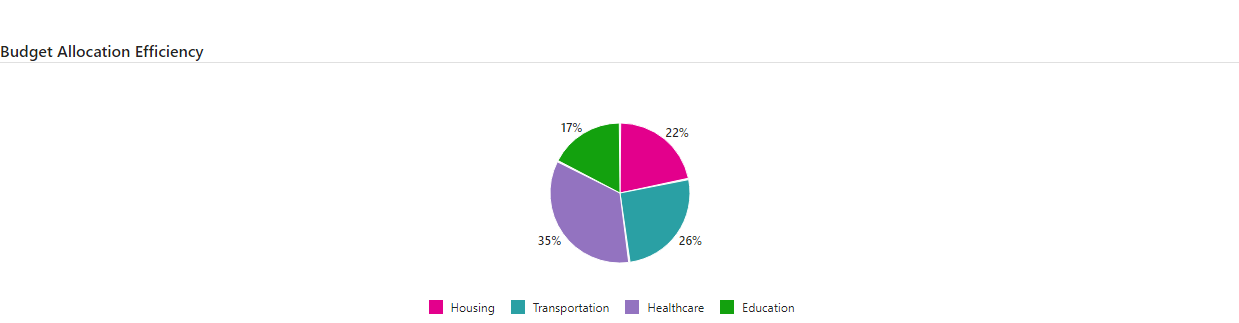 Budget Allocation Efficiency
17%
22%
35%
26%
Housing Transportation Healthcare Education